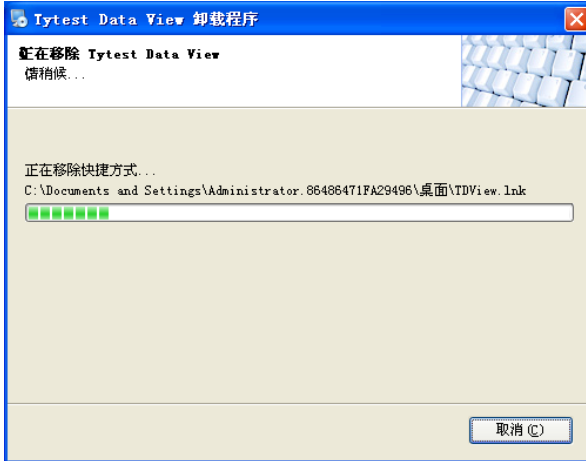 Tytest Data View 卸载程序
正在移除 Tytest Data View
请稍候...
正在移除快捷方式...
C:\Documents and Settings\Administrator.86486471FA29496\桌面\TDView.lnk
取消(C)